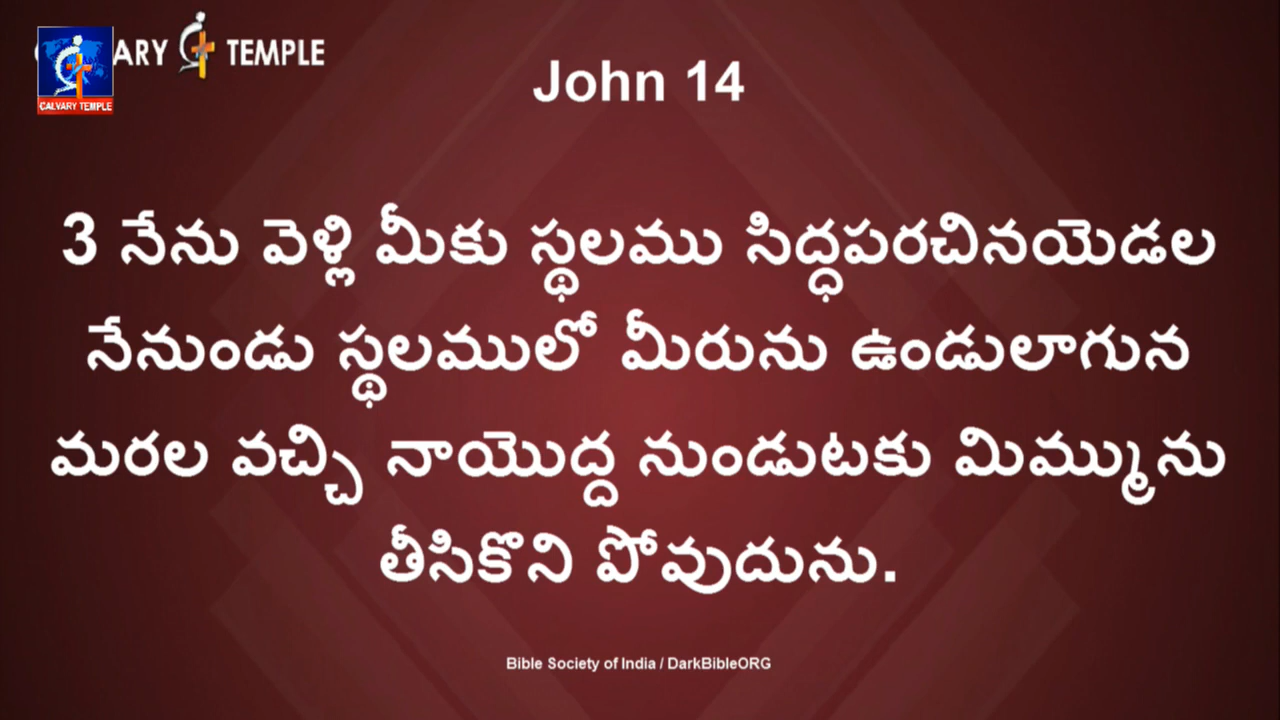 ARY TEMPLE
CALVARY TEMPLE
John 14
3 నేను వెళ్లి మీకు స్థలము సిద్ధపరచినయెడల
నేనుండు స్థలములో మీరును ఉండులాగున
మరల వచ్చి నాయొద్ద నుండుటకు మిమ్మును
తీసికొని పోవుదును.
Bible Society of India / DarkBibleORG